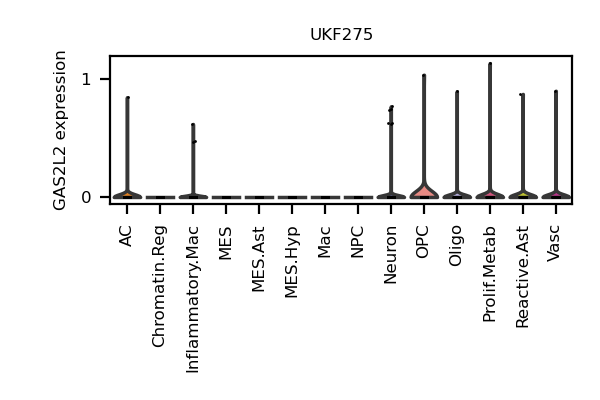 UKF275
GAS2L2 expression
1
0
AC
Chromatin.Reg
Inflammatory.Mac
MES
MES.Ast
MES.Hyp
Mac
NPC
Neuron
OPC
Oligo
Prolif.Metab
Reactive.Ast
Vasc